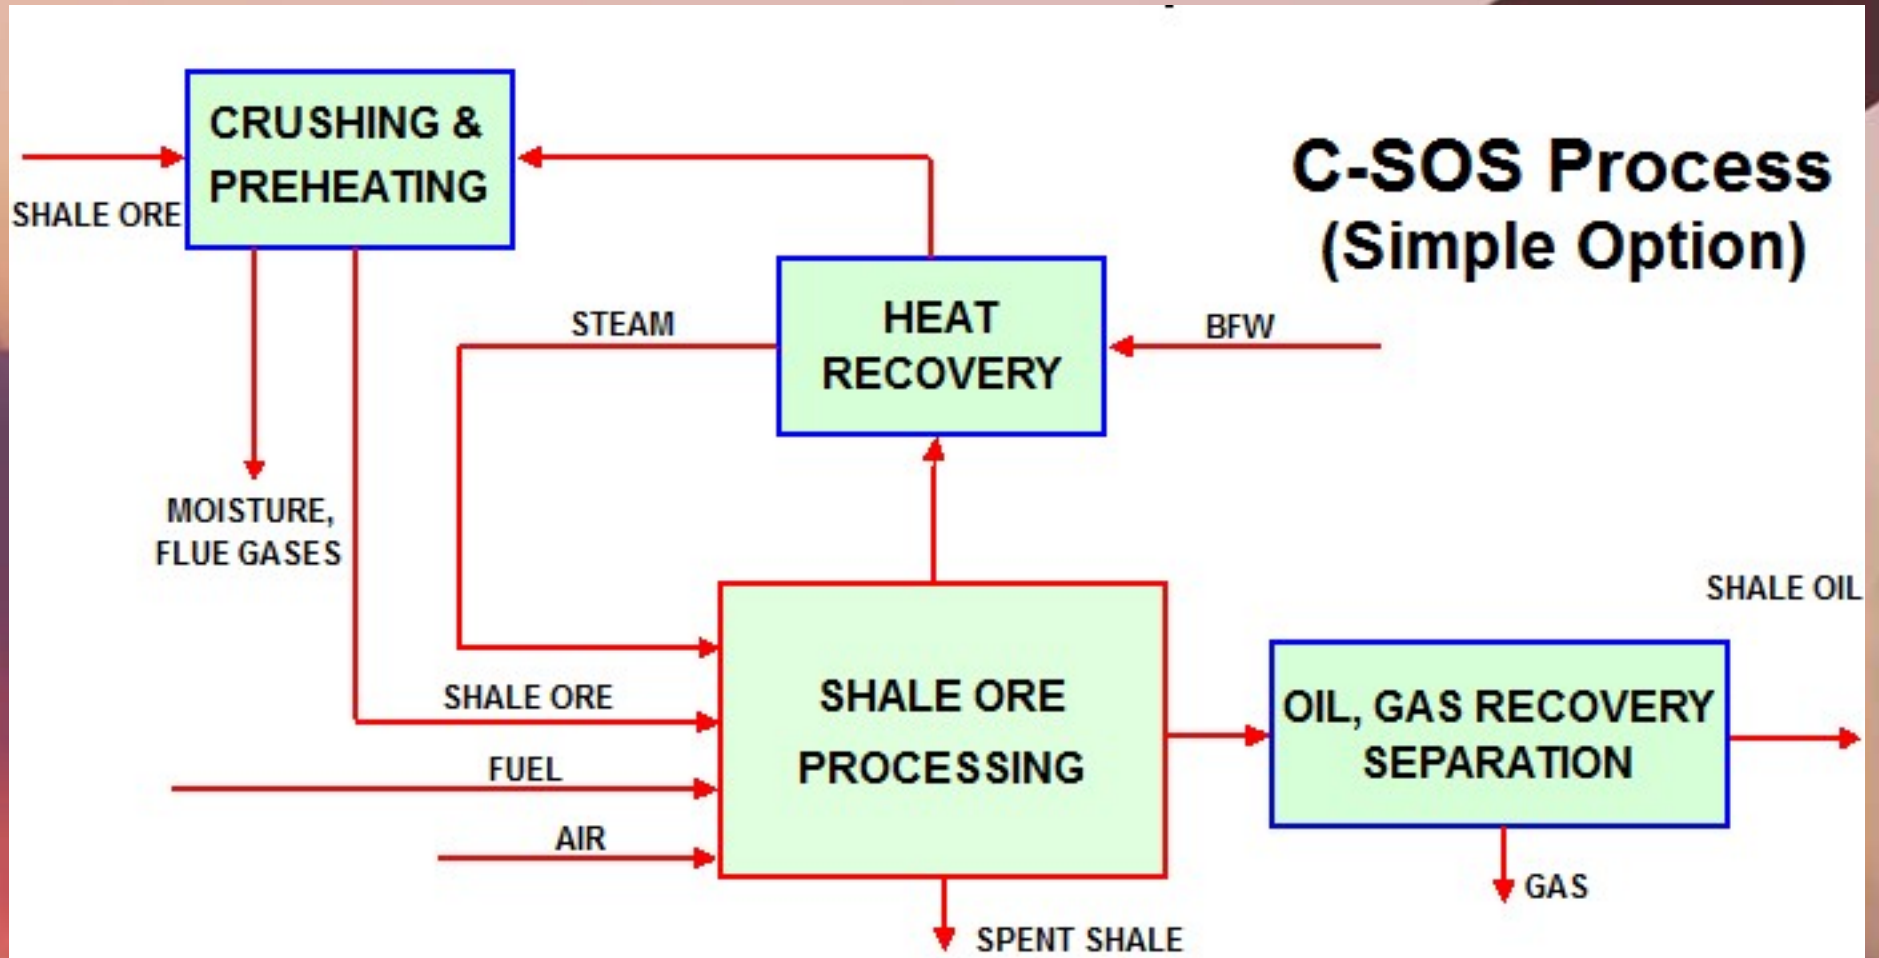 CRUSHING &
PREHEATING
SHALE ORE
C-SOS Process
(Simple Option)
HEAT
RECOVERY
STEAM
BFW
MOISTURE,
FLUE GASES
SHALE OIL
SHALE ORE
FUEL
AIR
SHALE ORE
PROCESSING
OIL, GAS RECOVERY
SEPARATION
GAS
SPENT SHALE